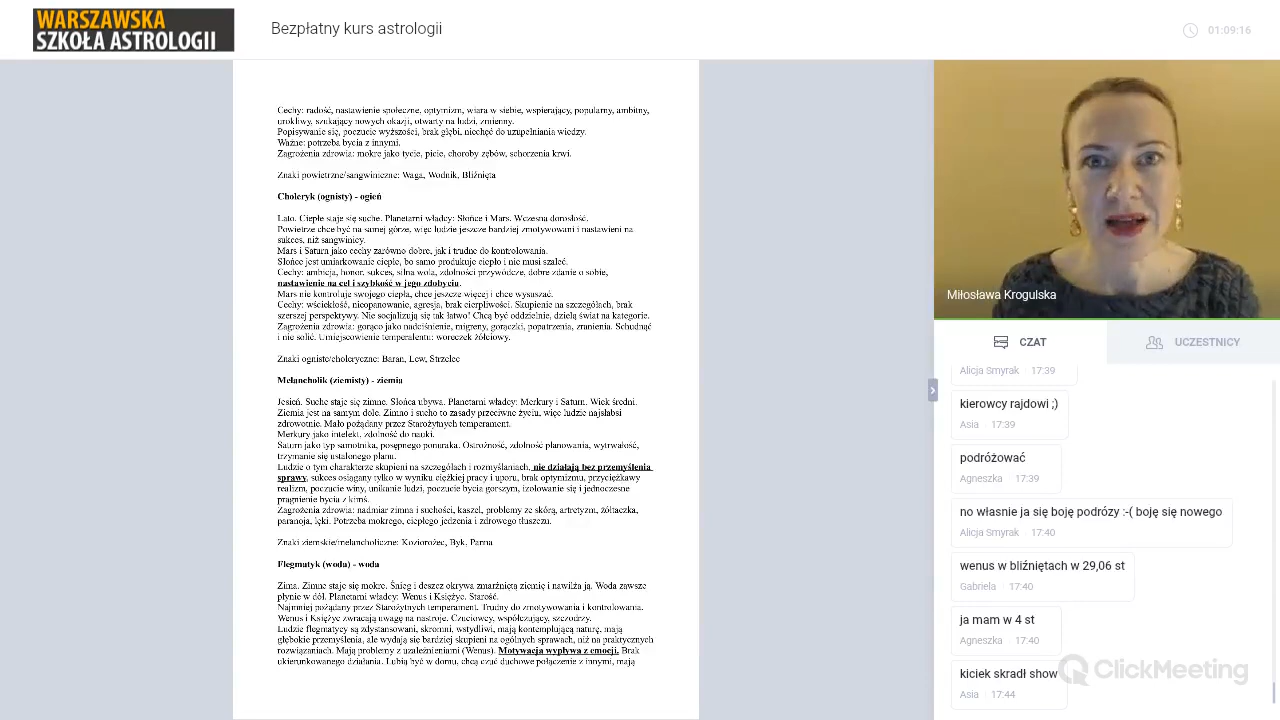 WARSZAWSKA
SZKOŁA ASTROLOGII
Bezpłatny kurs astrologii
01:09:16
Cechy: radość, nastawienie społeczne, optymizm, wiara w siebie, wspierający, popularny, ambitny,
urokliwy, szukający nowych okazji, otwarty na ludzi, zmienny.
Popisywanie się, poczucie wyższości, brak głębi, niechęć do uzupełniania wiedzy.
Ważne: potrzeba bycia z innymi.
Zagrożenia zdrowia: mokre jako tycie, picie, choroby zębów, schorzenia krwi.
Znaki powietrzne/sangwiniczne: Waga, Wodnik, Bliźnięta
Choleryk (ognisty) - ogień
Lato. Ciepłe staje się suche. Planetarni władcy: Słońce i Mars. Wczesna dorosłość.
Powietrze chce być na samej górze, więc ludzie jeszcze bardziej zmotywowani i nastawieni na
sukces, niż sangwinicy.
Mars i Saturn jako cechy zarówno dobre, jak i trudne do kontrolowania.
Słońce jest umiarkowanie ciepłe, bo samo produkuje ciepło i nie musi szaleć.
Cechy: ambicja, honor, sukces, silna wola, zdolności przywódcze, dobre zdanie o sobie,
nastawienie na cel i szybkość w jego zdobyciu.
Mars nie kontroluje swojego ciepła, chce jeszcze więcej i chce wysuszać.
Cechy: wściekłość, nieopanowanie, agresja, brak cierpliwości. Skupienie na szczegółach, brak
szerszej perspektywy. Nie socjalizują się tak łatwo! Chcą być oddzielnie, dzielą świat na kategorie.
Zagrożenia zdrowia: gorąco jako nadciśnienie, migreny, gorączki, poparzenia, zranienia. Schudnąć
i nie solić. Umiejscowienie temperamentu: woreczek żółciowy.
Znaki ogniste/choleryczne: Baran, Lew, Strzelec
Melancholik (ziemisty) - ziemia
Jesień. Suche staje się zimne. Słońca ubywa. Planetarni władcy: Merkury i Saturn. Wiek średni.
Ziemia jest na samym dole. Zimno i sucho to zasady przeciwne życiu, więc ludzie najsłabsi
zdrowotnie. Mało pożądany przez Starożytnych temperament.
Merkury jako intelekt, zdolność do nauki.
Saturn jako typ samotnika, posępnego ponuraka. Ostrożność, zdolność planowania, wytrwałość,
trzymanie się ustalonego planu.
Ludzie o tym charakterze skupieni na szczegółach i rozmyślaniach, nie działają bez przemyślenia
sprawy, sukces osiągany tylko w wyniku ciężkiej pracy i uporu, brak optymizmu, przyciężkawy
realizm, poczucie winy, unikanie ludzi, poczucie bycia gorszym, izolowanie się i jednoczesne
pragnienie bycia z kimś.
Zagrożenia zdrowia: nadmiar zimna i suchości, kaszel, problemy ze skórą, artretyzm, żółtaczka,
paranoja, lęki. Potrzeba mokrego, ciepłego jedzenia i zdrowego tłuszczu.
Znaki ziemskie/melancholiczne: Koziorożec, Byk, Panna
Flegmatyk (woda) - woda
Zima. Zimne staje się mokre. Śnieg i deszcz okrywa zmarzniętą ziemię i nawilża ją. Woda zawsze
płynie w dół. Planetarni władcy: Wenus i Księżyc. Starość.
Najmniej pożądany przez Starożytnych temperament. Trudny do zmotywowania i kontrolowania.
Wenus i Księżyc zwracają uwagę na nastroje. Czuciowcy, współczujący, szczodrzy.
Ludzie flegmatycy są zdystansowani, skromni, wstydliwi, mają kontemplującą naturę, mają
głębokie przemyślenia, ale wydają się bardziej skupieni na ogólnych sprawach, niż na praktycznych
rozwiązaniach. Mają problemy z uzależnieniami (Wenus). Motywacja wypływa z emocji. Brak
ukierunkowanego działania. Lubią być w domu, chcą czuć duchowe połączenie z innymi, mają
Miłosława Krogulska
CZAT
UCZESTNICY
Alicja Smyrak 17:39
kierowcy rajdowi ;)
Asia 17:39
podróżować
Agnieszka 17:39
no własnie ja się boję podrózy :-( boję się nowego
Alicja Smyrak 17:40
wenus w bliźniętach w 29,06 st
Gabriela 17:40
ja mam w 4 st
Agnieszka 17:40
kiciek skradł show
Asia 17:44
ClickMeeting